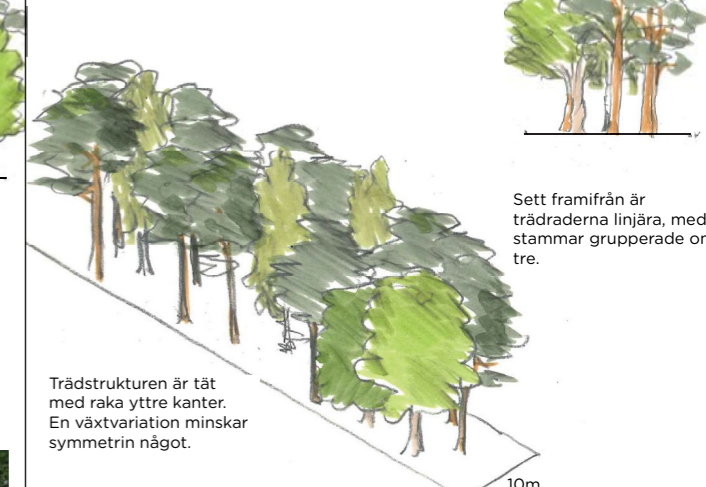 Sett framifrån är
trädraderna linjära, med
stammar grupperade
tre.
Trädstrukturen är tät
med raka yttre kanter.
En växtvariation minskar
symmetrin något.
10m